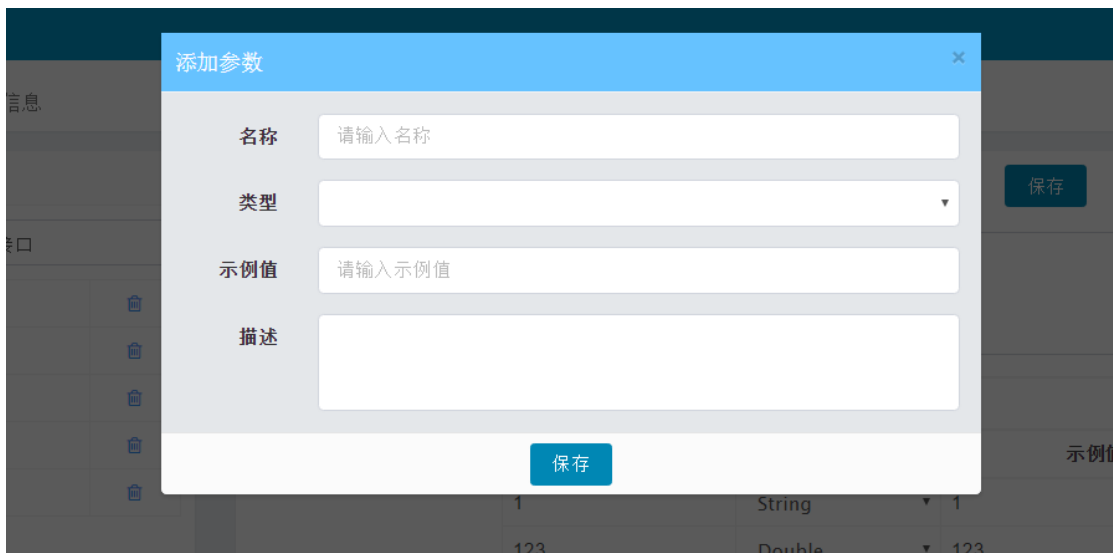 添加参数 ×
信息
名称 请输入名称
类型
保存
接口
示例值 请输入示例值
描述
保存
示例值
1 String 1
123 Double 123